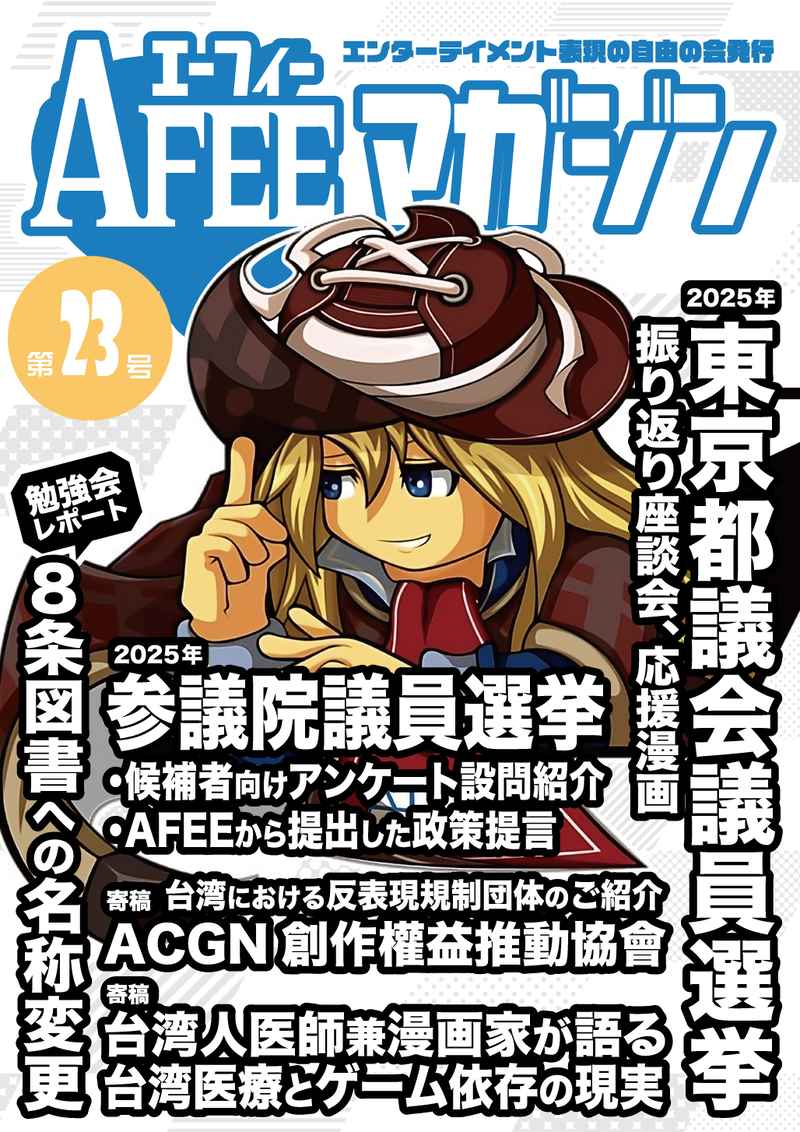 エンターテイメント表現の自由の会発行
エーフィー
AFEEマガジン
第23号
2025年
東京都議会議員選挙
振り返り座談会、応援漫画
勉強会
レポート
8条図書への名称変更
2025年
参議院議員選挙
・候補者向けアンケート設問紹介
・AFEEから提出した政策提言
寄稿 台湾における反表現規制団体のご紹介
ACGN創作權益推動協會
寄稿
台湾人医師兼漫画家が語る
台湾医療とゲーム依存の現実